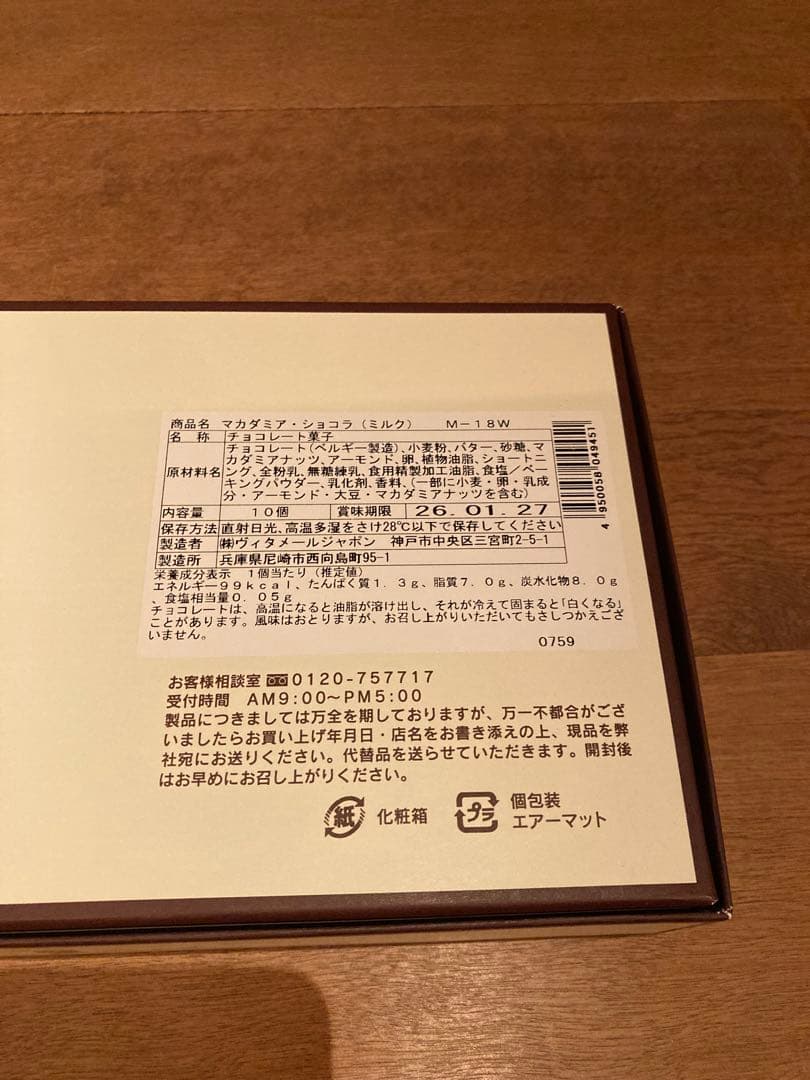 商品名 マカダミア・ショコラ（ミルク） M－18W
名 称 チョコレート菓子
原材料名 チョコレート（ベルギー製造）、小麦粉、バター、砂糖、マ
カダミアナッツ、アーモンド、卵、植物油脂、ショートニ
ング、全粉乳、無糖練乳、食用精製加工油脂、食塩／ベー
キングパウダー、乳化剤、香料、（一部に小麦・卵・乳成
分・アーモンド・大豆・マカダミアナッツを含む）
内容量 10個 賞味期限 26.01.27
保存方法 直射日光、高温多湿をさけ28℃以下で保存してください
製造者 ㈱ヴィタメールジャポン 神戸市中央区三宮町2-5-1
製造所 兵庫県尼崎市西向島町95-1
栄養成分表示 1個当たり（推定値）
エネルギー99kcal、たんぱく質1.3g、脂質7.0g、炭水化物8.0g
、食塩相当量0.05g
チョコレートは、高温になると油脂が溶け出し、それが冷えて固まると「白くなる」
ことがあります。風味はおとりますが、お召し上がりいただいてもさしつかえござ
いません。
0759
4 950058 049451
お客様相談室 0120-757717
受付時間 AM9:00〜PM5:00
製品につきましては万全を期しておりますが、万一不都合がござ
いましたらお買い上げ年月日・店名をお書き添えの上、現品を弊
社宛にお送りください。代替品を送らせていただきます。開封後
はお早めにお召し上がりください。
紙 化粧箱
プラ 個包装
エアーマット